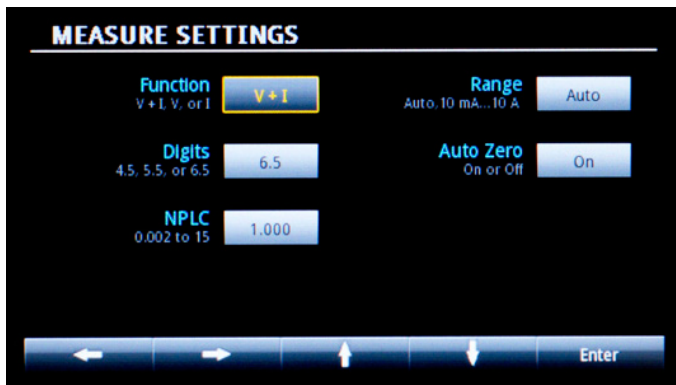 MEASURE SETTINGS
Function
V + I, V, or I
V + I
Range
Auto, 10 mA...10 A
Auto
Digits
4.5, 5.5, or 6.5
6.5
Auto Zero
On or Off
On
NPLC
0.002 to 15
1.000
Enter